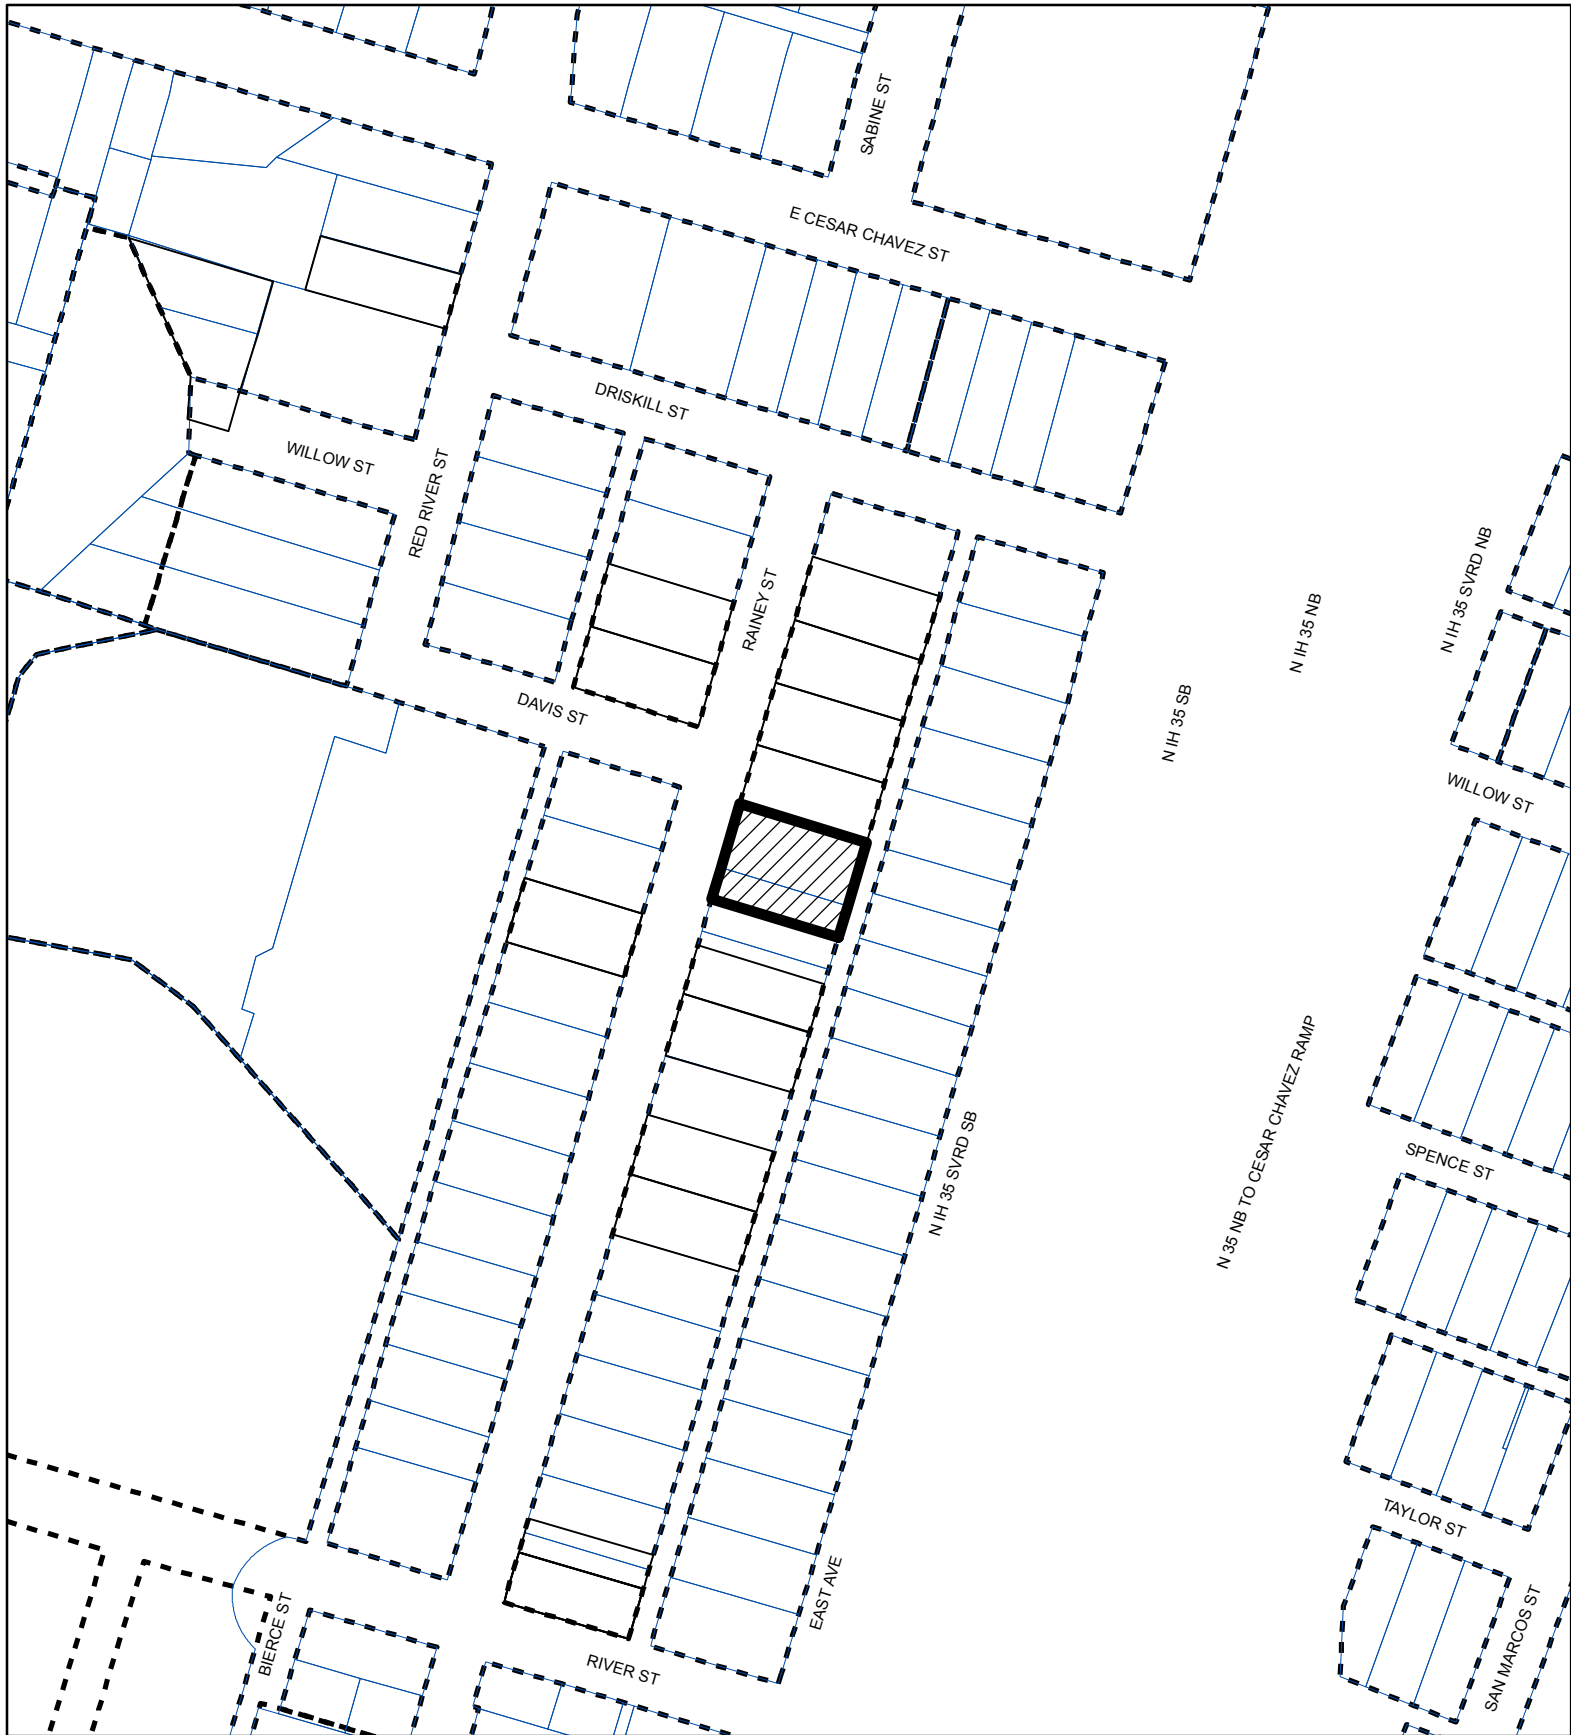 SABINE ST
E CESAR CHAVEZ ST
DRISKILL ST
WILLOW ST
RED RIVER ST
RAINEY ST
N IH 35 SVRD NB
N IH 35 NB
N IH 35 SB
DAVIS ST
WILLOW ST
N 35 NB TO CESAR CHAVEZ RAMP
N IH 35 SVRD SB
SPENCE ST
TAYLOR ST
EAST AVE
SAN MARCOS ST
BIERCE ST
RIVER ST